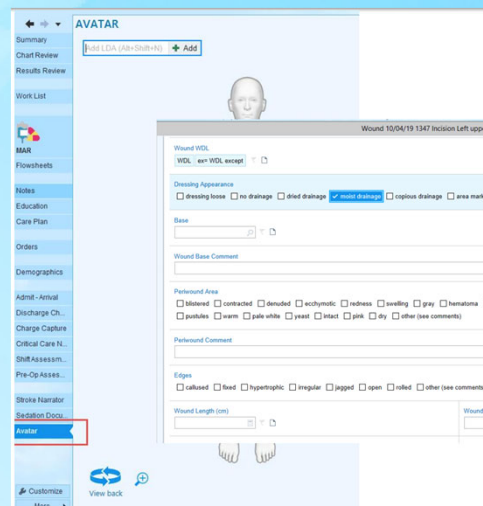 AVATAR
Summary
Add LDA (Alt+Shift+N) Add
Chart Review
Results Review
Work List
MAR
Flowsheets
Notes
Education
Care Plan
Orders
Demographics
Admit - Arrival
Discharge Ch...
Charge Capture
Critical Care N...
Shift Assessm...
Pre-Op Asses...
Stroke Narrator
Sedation Docu...
Avatar
Customize
More
View back
Wound 10/04/19 1347 Incision Left uppe
Wound WDL
WDL ex= WDL except
Dressing Appearance
dressing loose no drainage dried drainage moist drainage copious drainage area mark
Base
Wound Base Comment
Periwound Area
blistered contracted denuded ecchymotic redness swelling gray hematoma
pustules warm pale white yeast intact pink dry other (see comments)
Periwound Comment
Edges
callused fixed hypertrophic irregular jagged open rolled other (see comments
Wound Length (cm) Wound